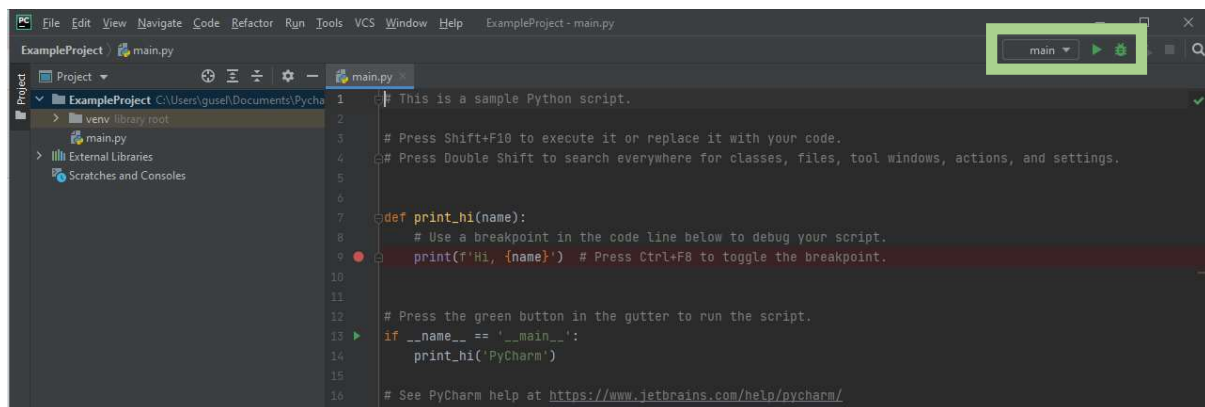 PC File Edit View Navigate Code Refactor Run Tools VCS Window Help ExampleProject - main.py
ExampleProject main.py main
Project Project main.py
ExampleProject C:\Users\gusel\Documents\Pycha
venv library root
main.py
External Libraries
Scratches and Consoles
1 # This is a sample Python script.
2
3 # Press Shift+F10 to execute it or replace it with your code.
4 # Press Double Shift to search everywhere for classes, files, tool windows, actions, and settings.
5
6
7 def print_hi(name):
8 # Use a breakpoint in the code line below to debug your script.
9 print(f'Hi, {name}') # Press Ctrl+F8 to toggle the breakpoint.
10
11
12 # Press the green button in the gutter to run the script.
13 if __name__ == '__main__':
14 print_hi('PyCharm')
15
16 # See PyCharm help at https://www.jetbrains.com/help/pycharm/